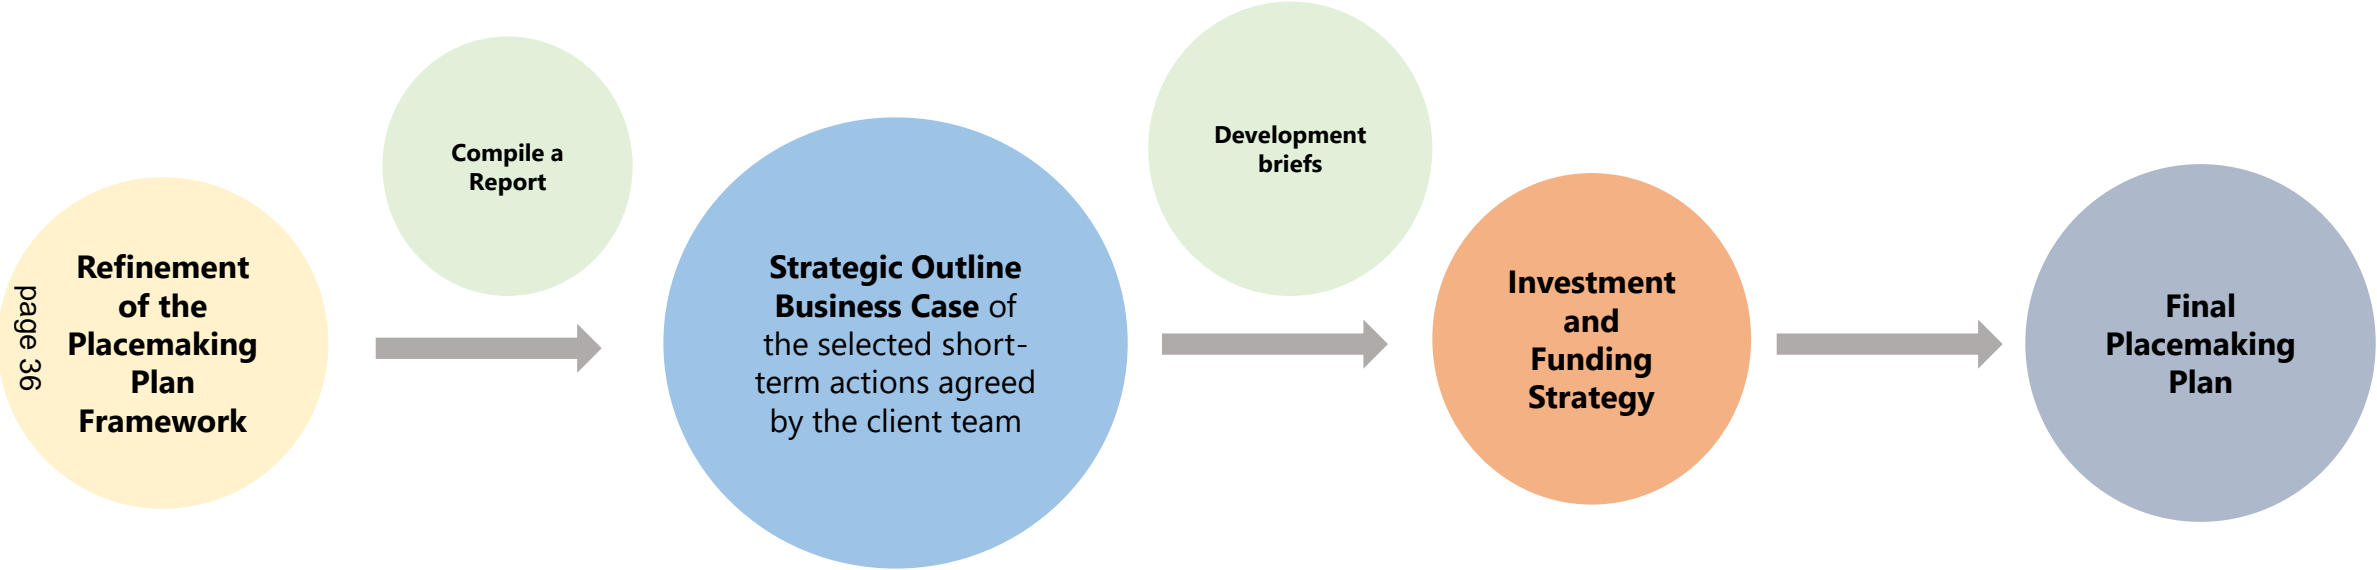 page 36
Refinement
of the
Placemaking
Plan
Framework
Compile a
Report
Strategic Outline
Business Case of
the selected short-
term actions agreed
by the client team
Development
briefs
Investment
and
Funding
Strategy
Final
Placemaking
Plan